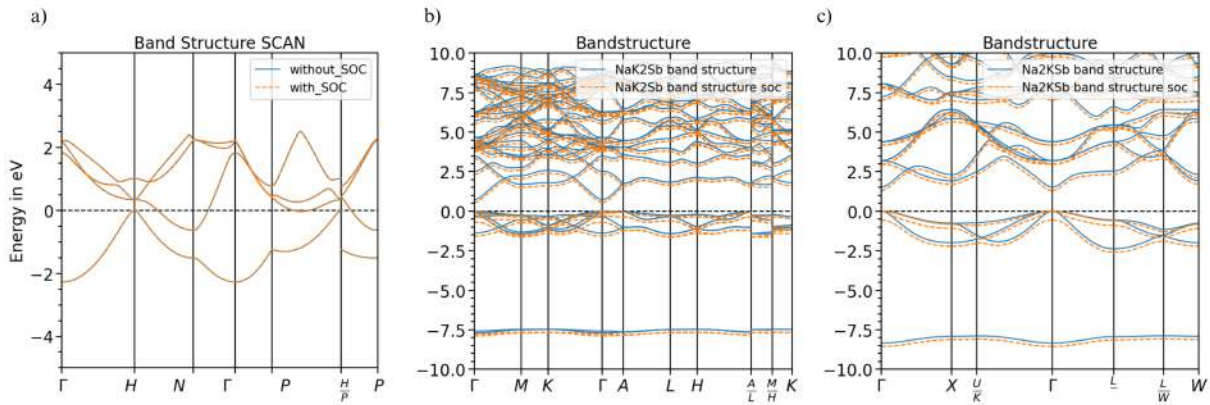 a)
Band Structure SCAN
without_SOC
with_SOC
Energy in eV
4
2
0
−2
−4
Γ
H
N
Γ
P
H
P
P
b)
Bandstructure
NaK2Sb band structure
NaK2Sb band structure soc
10.0
7.5
5.0
2.5
0.0
−2.5
−5.0
−7.5
−10.0
Γ
M
K
Γ
A
L
H
A
L
M
H
K
c)
Bandstructure
Na2KSb band structure
Na2KSb band structure soc
10.0
7.5
5.0
2.5
0.0
−2.5
−5.0
−7.5
−10.0
Γ
X
U
K
Γ
L
L
W
W